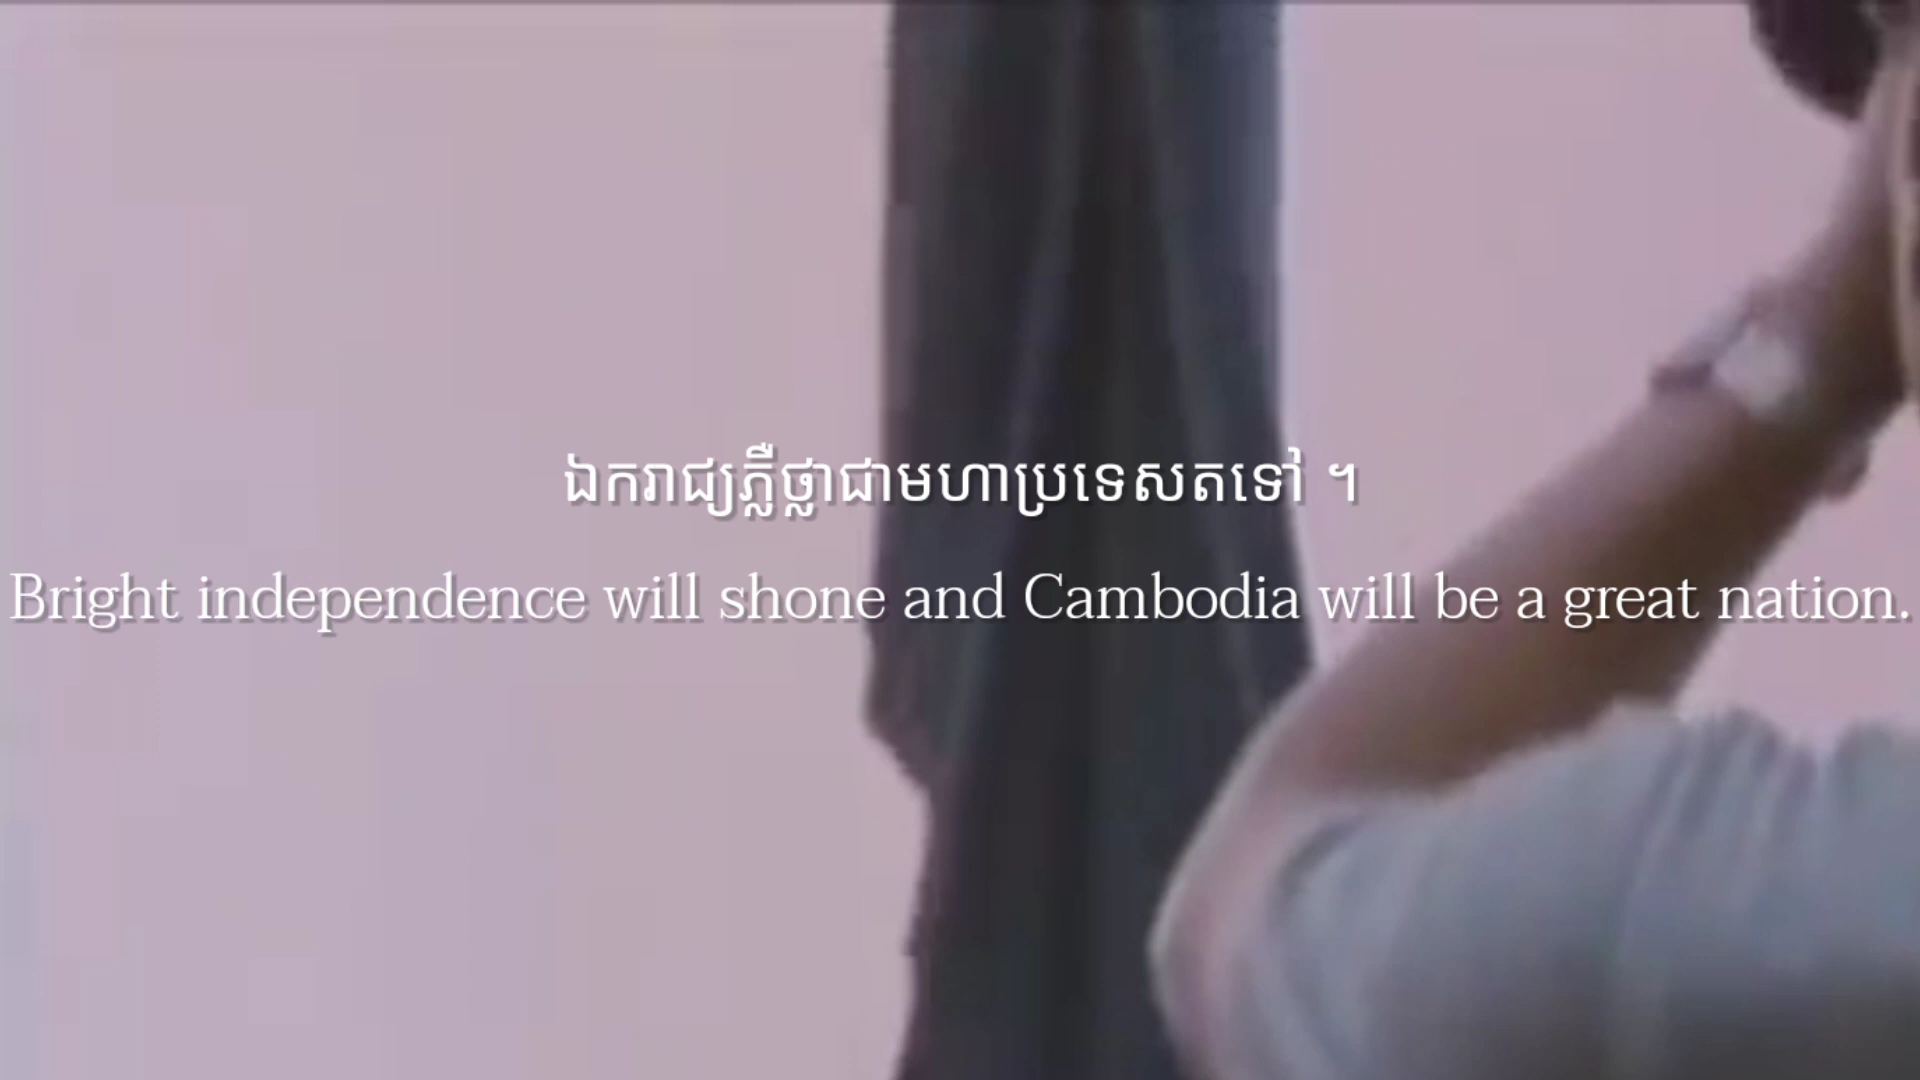 ឯករាជ្យភ្លឺថ្លាជាមហាប្រទេសតទៅ ។
Bright independence will shone and Cambodia will be a great nation.